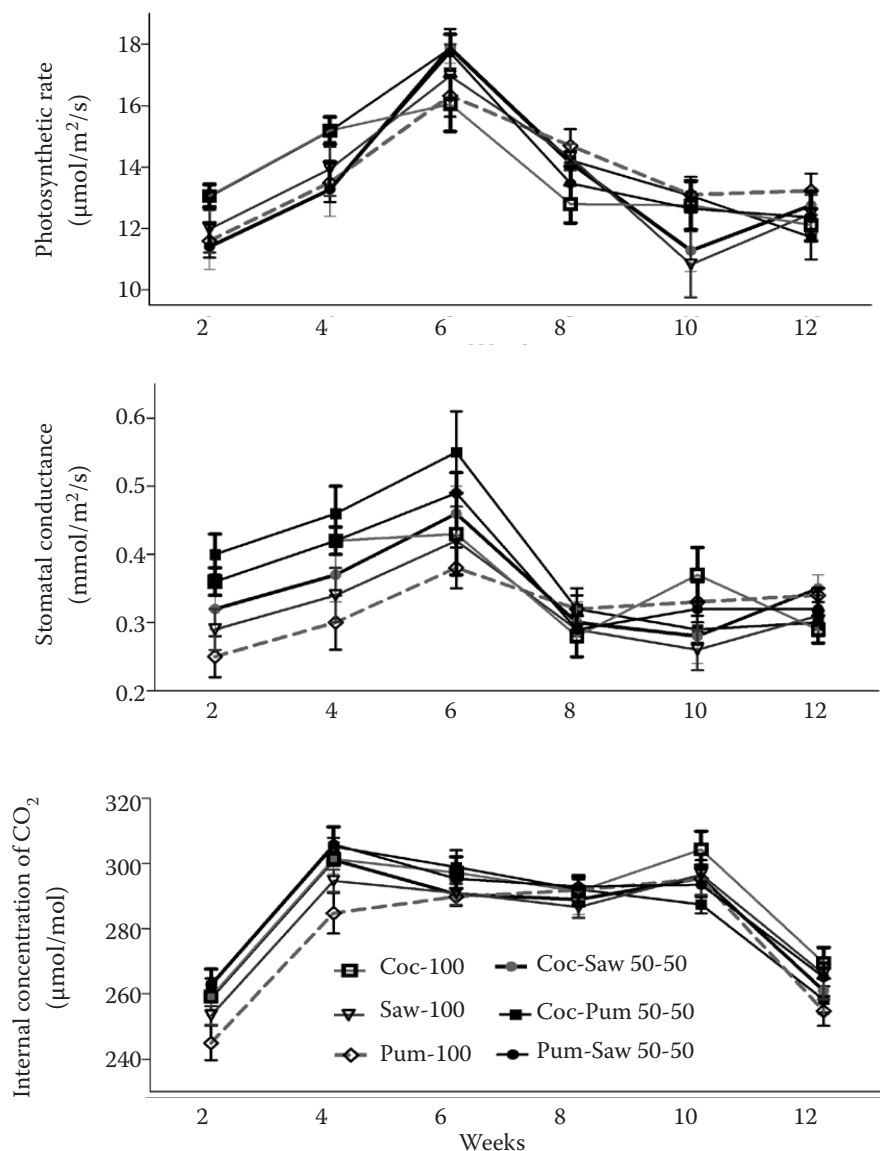 Photosynthetic rate
(µmol/m²/s)
18
16
14
12
10
2 4 6 8 10 12
Stomatal conductance
(mmol/m²/s)
0.6
0.5
0.4
0.3
0.2
2 4 6 8 10 12
Internal concentration of CO₂
(µmol/mol)
320
300
280
260
240
Coc-100 Coc-Saw 50-50
Saw-100 Coc-Pum 50-50
Pum-100 Pum-Saw 50-50
2 4 6 8 10 12
Weeks